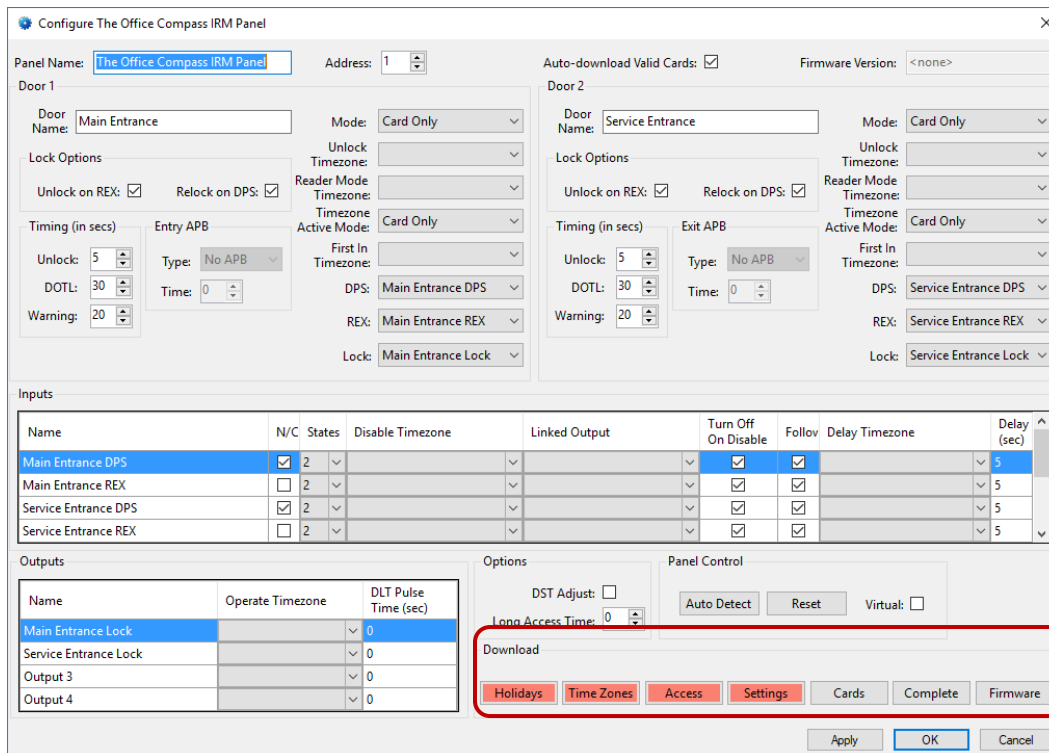 Configure The Office Compass IRM Panel
Panel Name: The Office Compass IRM Panel Address: 1 Auto-download Valid Cards: Firmware Version: <none>
Door 1
Door Name: Main Entrance
Mode: Card Only
Unlock Timezone:
Lock Options
Unlock on REX: Relock on DPS:
Reader Mode Timezone:
Timezone Active Mode: Card Only
Timing (in secs)
Unlock: 5
DOTL: 30
Warning: 20
Entry APB
Type: No APB
Time: 0
First In Timezone:
DPS: Main Entrance DPS
REX: Main Entrance REX
Lock: Main Entrance Lock
Door 2
Door Name: Service Entrance
Mode: Card Only
Unlock Timezone:
Lock Options
Unlock on REX: Relock on DPS:
Reader Mode Timezone:
Timezone Active Mode: Card Only
Timing (in secs)
Unlock: 5
DOTL: 30
Warning: 20
Exit APB
Type: No APB
Time: 0
First In Timezone:
DPS: Service Entrance DPS
REX: Service Entrance REX
Lock: Service Entrance Lock
Inputs
Name N/C States Disable Timezone Linked Output Turn Off On Disable Follov Delay Timezone Delay (sec)
Main Entrance DPS 2 5
Main Entrance REX 2 5
Service Entrance DPS 2 5
Service Entrance REX 2 5
Outputs
Name Operate Timezone DLT Pulse Time (sec)
Main Entrance Lock 0
Service Entrance Lock 0
Output 3 0
Output 4 0
Options
DST Adjust:
Long Access Time: 0
Panel Control
Auto Detect Reset Virtual:
Download
Holidays Time Zones Access Settings Cards Complete Firmware
Apply OK Cancel